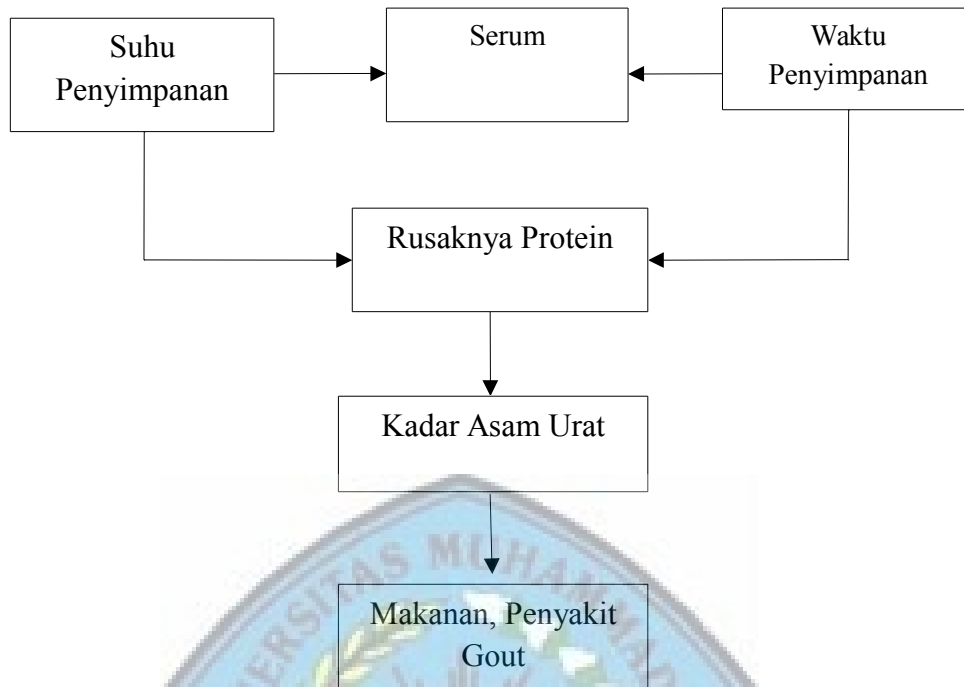 Suhu
Penyimpanan
Serum
Waktu
Penyimpanan
Rusaknya Protein
Kadar Asam Urat
Makanan, Penyakit
Gout